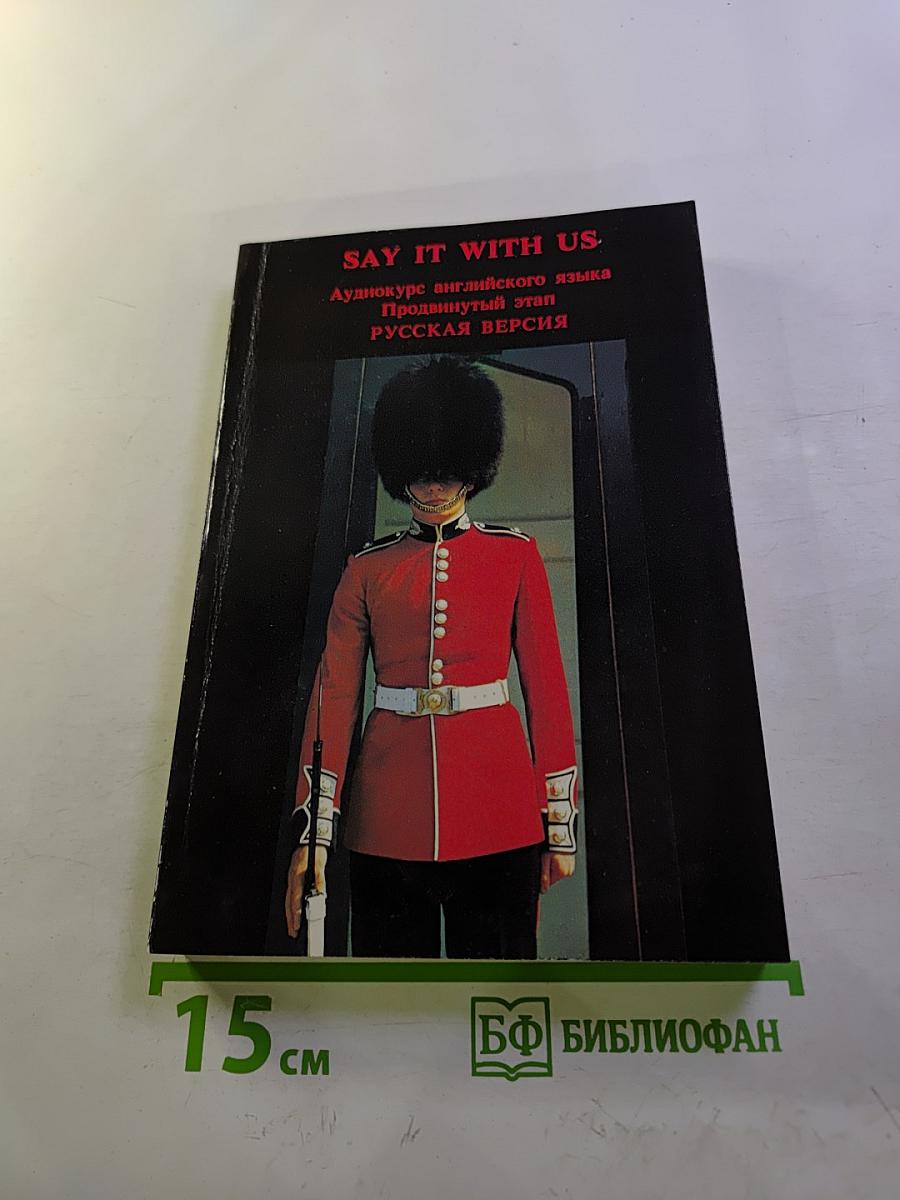 SAY IT WITH US
Аудиокурс английского языка
Продвинутый этап
РУССКАЯ ВЕРСИЯ
15 см
БФ БИБЛИОФАН